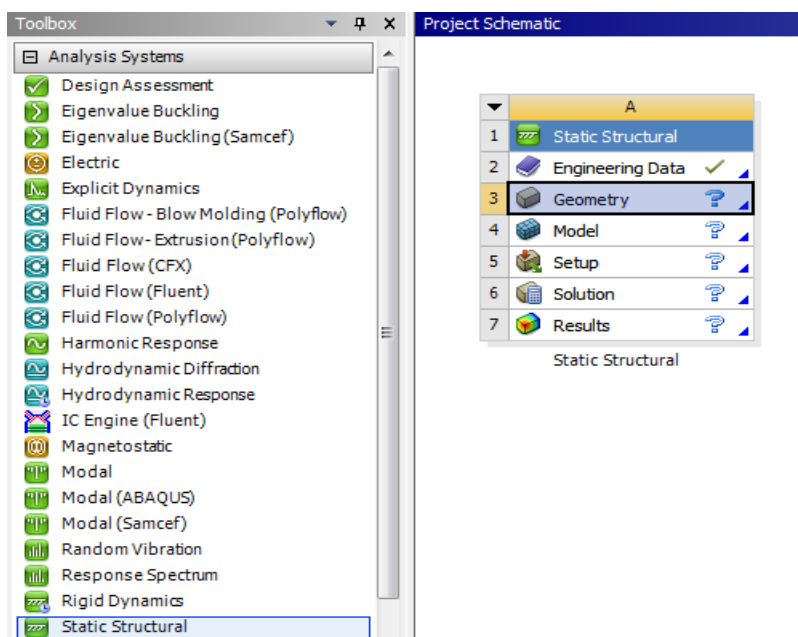 Toolbox
Analysis Systems
Design Assessment
Eigenvalue Buckling
Eigenvalue Buckling (Samcef)
Electric
Explicit Dynamics
Fluid Flow - Blow Molding (Polyflow)
Fluid Flow- Extrusion (Polyflow)
Fluid Flow (CFX)
Fluid Flow (Fluent)
Fluid Flow (Polyflow)
Harmonic Response
Hydrodynamic Diffraction
Hydrodynamic Response
IC Engine (Fluent)
Magnetostatic
Modal
Modal (ABAQUS)
Modal (Samcef)
Random Vibration
Response Spectrum
Rigid Dynamics
Static Structural
Project Schematic
A
1 Static Structural
2 Engineering Data
3 Geometry
4 Model
5 Setup
6 Solution
7 Results
Static Structural